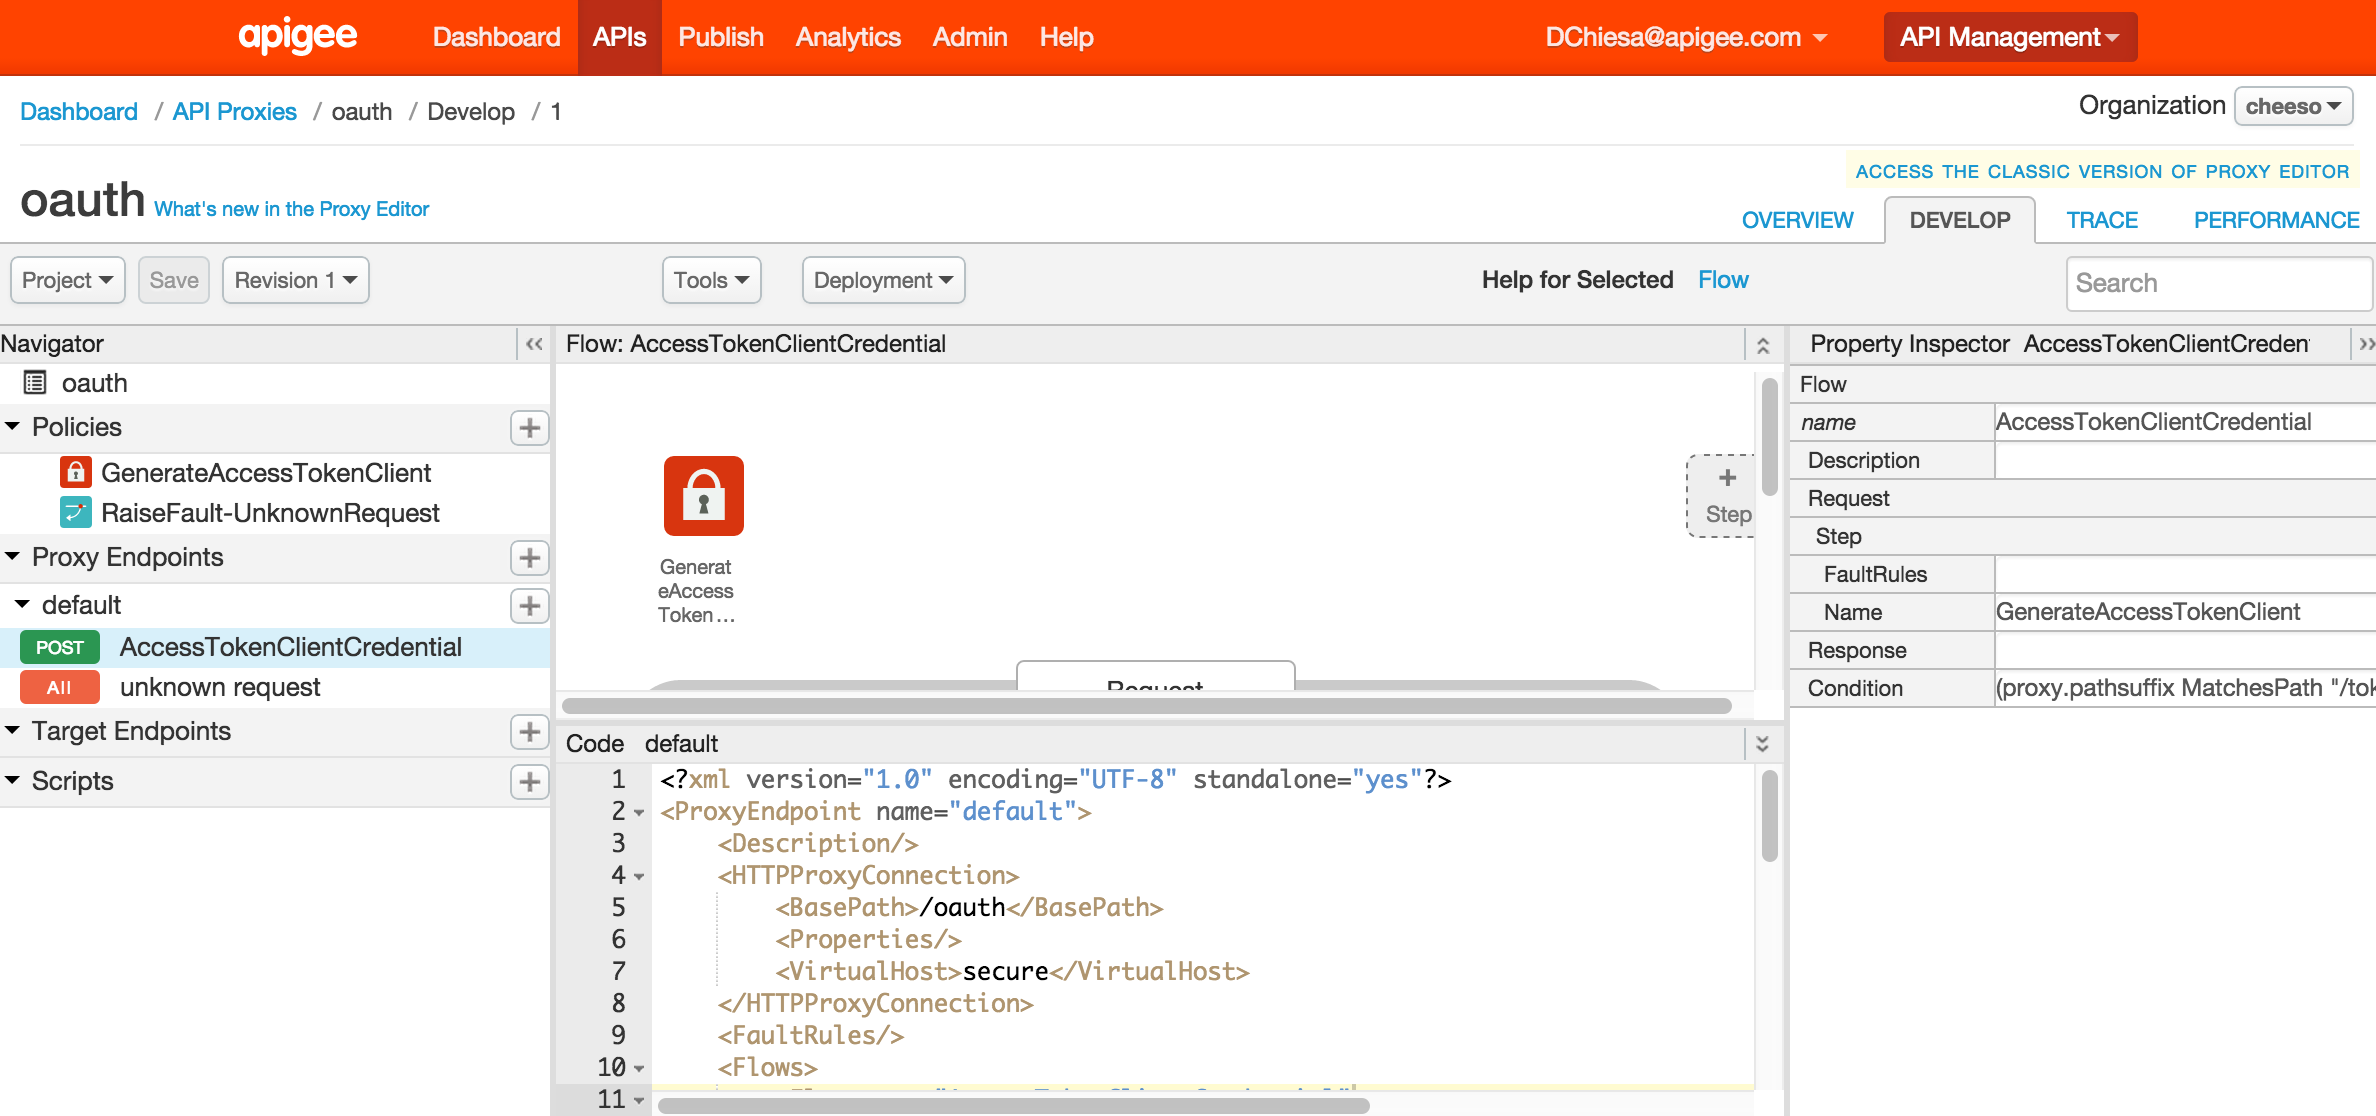 apigee Dashboard APIs Publish Analytics Admin Help DChiesa@apigee.com API Management
Dashboard / API Proxies / oauth / Develop / 1
Organization cheeso
ACCESS THE CLASSIC VERSION OF PROXY EDITOR
oauth What's new in the Proxy Editor
OVERVIEW DEVELOP TRACE PERFORMANCE
Project Save Revision 1 Tools Deployment Help for Selected Flow Search
Navigator
oauth
Policies
GenerateAccessTokenClient
RaiseFault-UnknownRequest
Proxy Endpoints
default
POST AccessTokenClientCredential
All unknown request
Target Endpoints
Scripts
Flow: AccessTokenClientCredential
Generat
eAccess
Token ...
+
Step
Request
Code default
1 <?xml version="1.0" encoding="UTF-8" standalone="yes"?>
2 <ProxyEndpoint name="default">
3 <Description/>
4 <HTTPProxyConnection>
5 <BasePath>/oauth</BasePath>
6 <Properties/>
7 <VirtualHost>secure</VirtualHost>
8 </HTTPProxyConnection>
9 <FaultRules/>
10 <Flows>
11
Property Inspector AccessTokenClientCreden
Flow
name AccessTokenClientCredential
Description
Request
Step
FaultRules
Name GenerateAccessTokenClient
Response
Condition (proxy.pathsuffix MatchesPath "/tok